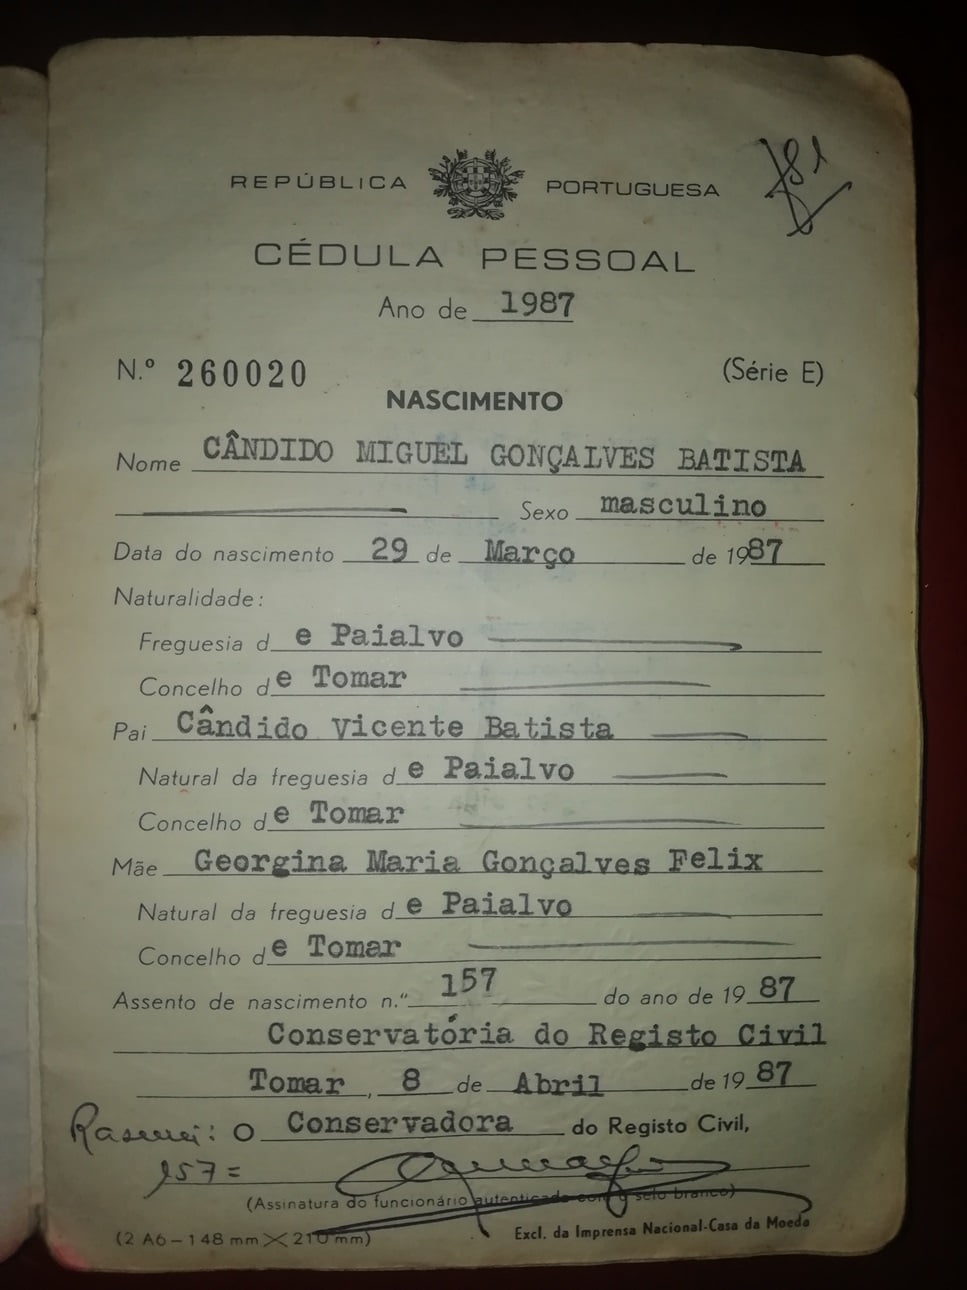 REPÚBLICA PORTUGUESA
CÉDULA PESSOAL
Ano de 1987
N.º 260020 (Série E)
NASCIMENTO
Nome CÂNDIDO MIGUEL GONÇALVES BATISTA
Sexo masculino
Data do nascimento 29 de Março de 1987
Naturalidade:
Freguesia de Paialvo
Concelho de Tomar
Pai Cândido Vicente Batista
Natural da freguesia de Paialvo
Concelho de Tomar
Mãe Georgina Maria Gonçalves Felix
Natural da freguesia de Paialvo
Concelho de Tomar
Assento de nascimento n.º 157 do ano de 1987
Conservatória do Registo Civil
Tomar, 8 de Abril de 1987
Rasurei: O Conservadora do Registo Civil,
157=
(Assinatura do funcionário autenticada com o selo branco)
(2 A6-148 mm X 210 mm) Excl. da Imprensa Nacional-Casa da Moeda